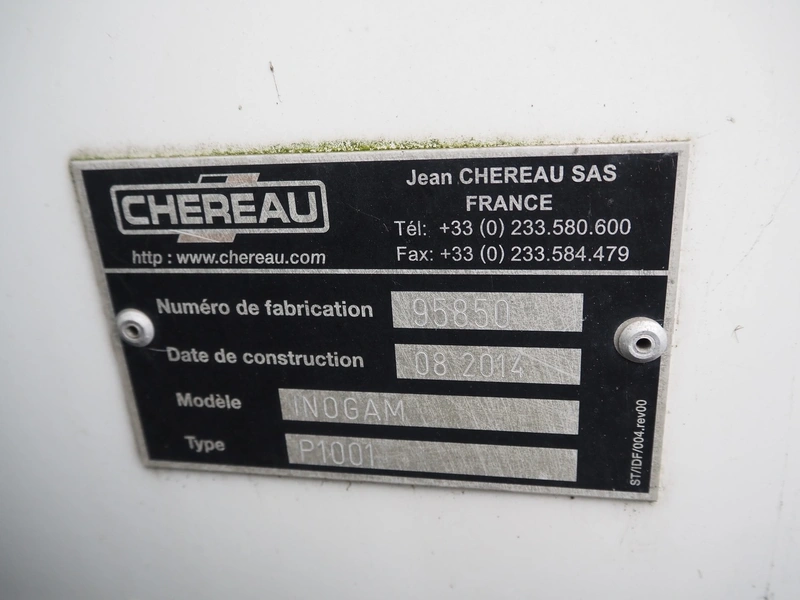 CHEREAU
http : www.chereau.com
Jean CHEREAU SAS
FRANCE
Tél: +33 (0) 233.580.600
Fax: +33 (0) 233.584.479
Numéro de fabrication 95850
Date de construction 08 2014
Modèle INOGAM
Type P1001
ST/IDF/004.rev00